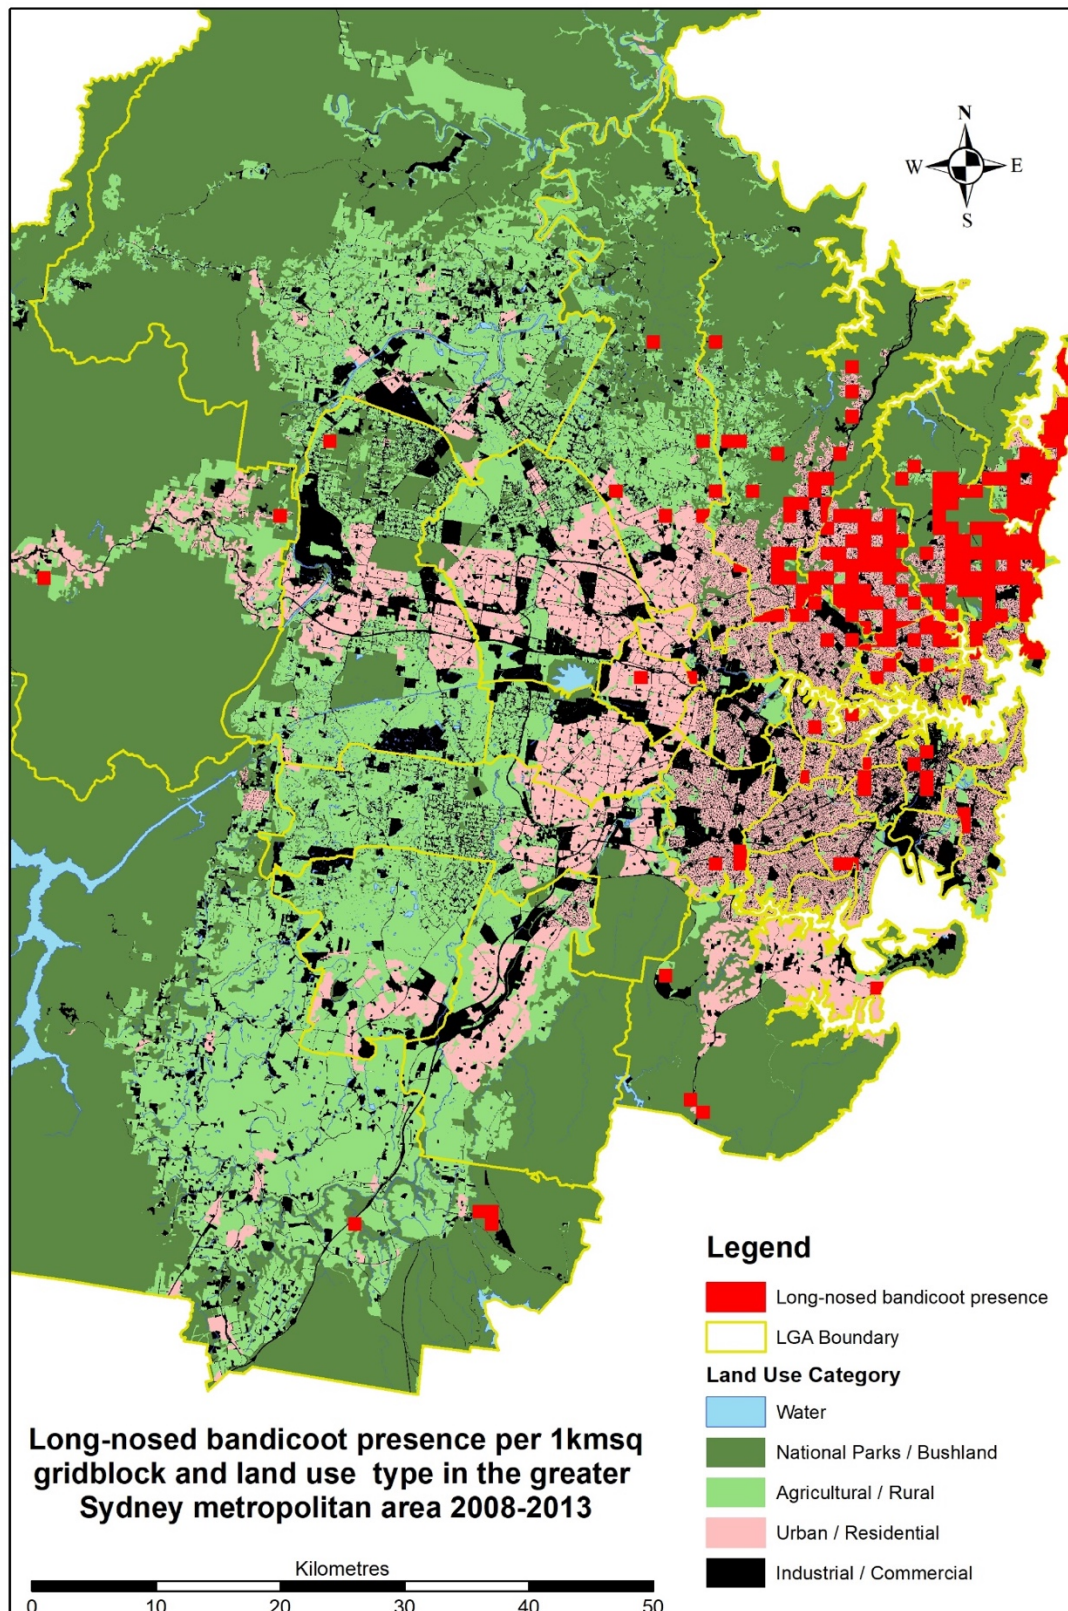 N
W E
S
Legend
Long-nosed bandicoot presence
LGA Boundary
Land Use Category
Water
National Parks / Bushland
Agricultural / Rural
Urban / Residential
Industrial / Commercial
Long-nosed bandicoot presence per 1kmsq
gridblock and land use type in the greater
Sydney metropolitan area 2008-2013
Kilometres
0 10 20 30 40 50